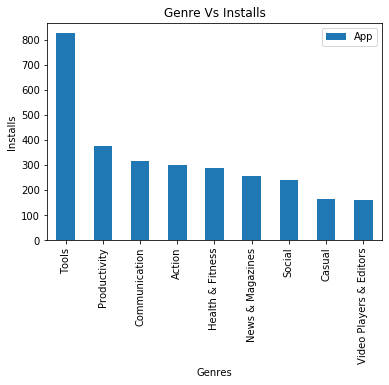 Genre Vs Installs
App
Installs
800
700
600
500
400
300
200
100
0
Tools
Productivity
Communication
Action
Health & Fitness
News & Magazines
Social
Casual
Video Players & Editors
Genres